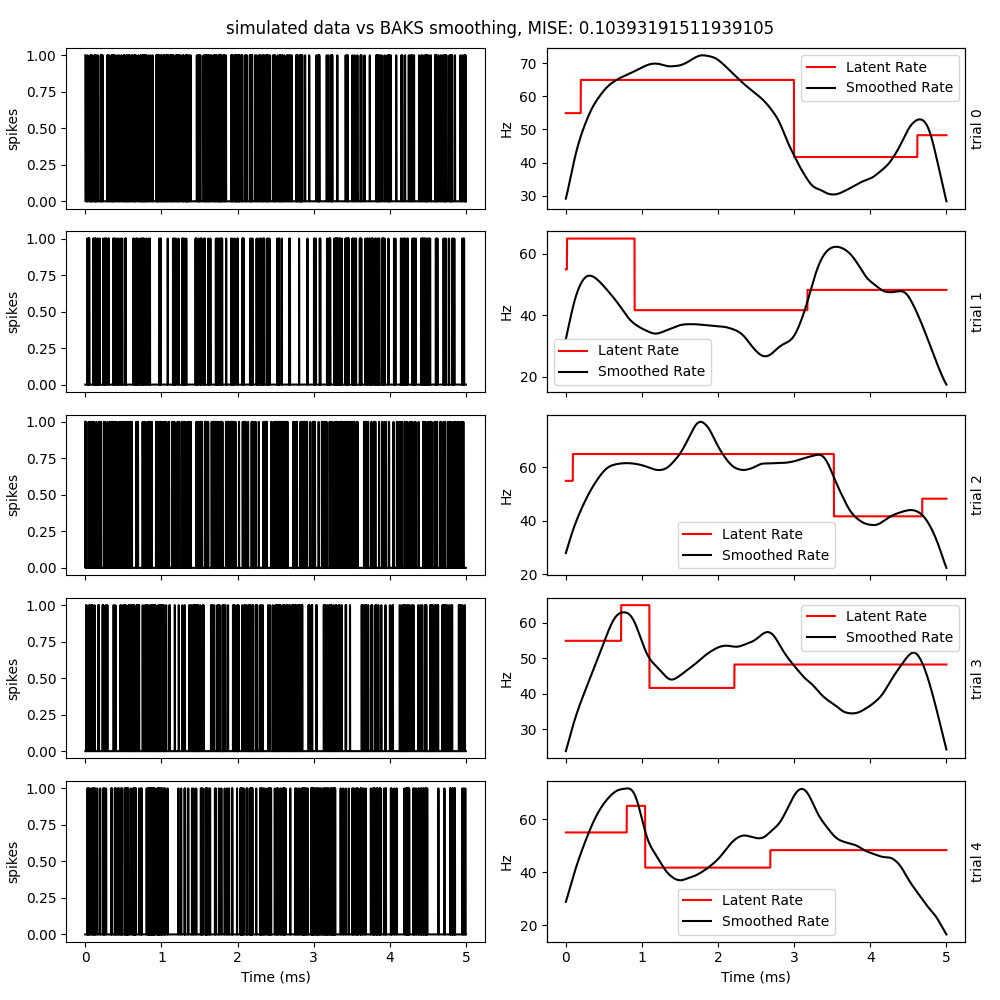 simulated data vs BAKS smoothing, MISE: 0.10393191511939105
1.00
0.75
0.50
0.25
0.00
spikes
70
60
50
40
30
Hz
Latent Rate
Smoothed Rate
trial 0
1.00
0.75
0.50
0.25
0.00
spikes
60
40
20
Hz
Latent Rate
Smoothed Rate
trial 1
1.00
0.75
0.50
0.25
0.00
spikes
60
40
20
Hz
Latent Rate
Smoothed Rate
trial 2
1.00
0.75
0.50
0.25
0.00
spikes
60
50
40
30
Hz
Latent Rate
Smoothed Rate
trial 3
1.00
0.75
0.50
0.25
0.00
spikes
0 1 2 3 4 5
Time (ms)
60
40
20
Hz
Latent Rate
Smoothed Rate
trial 4
0 1 2 3 4 5
Time (ms)